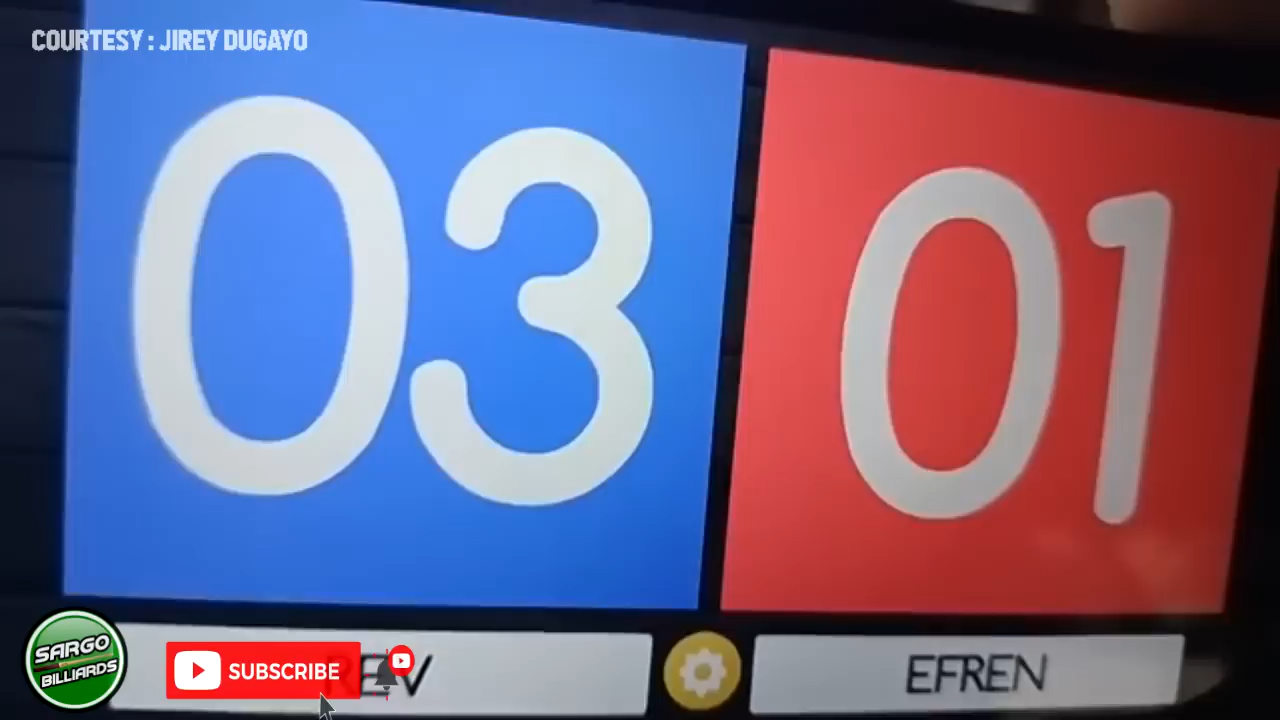 COURTESY : JIREY DUGAYO
03
01
SARGO
BILLIARDS
SUBSCRIBE
EFREN